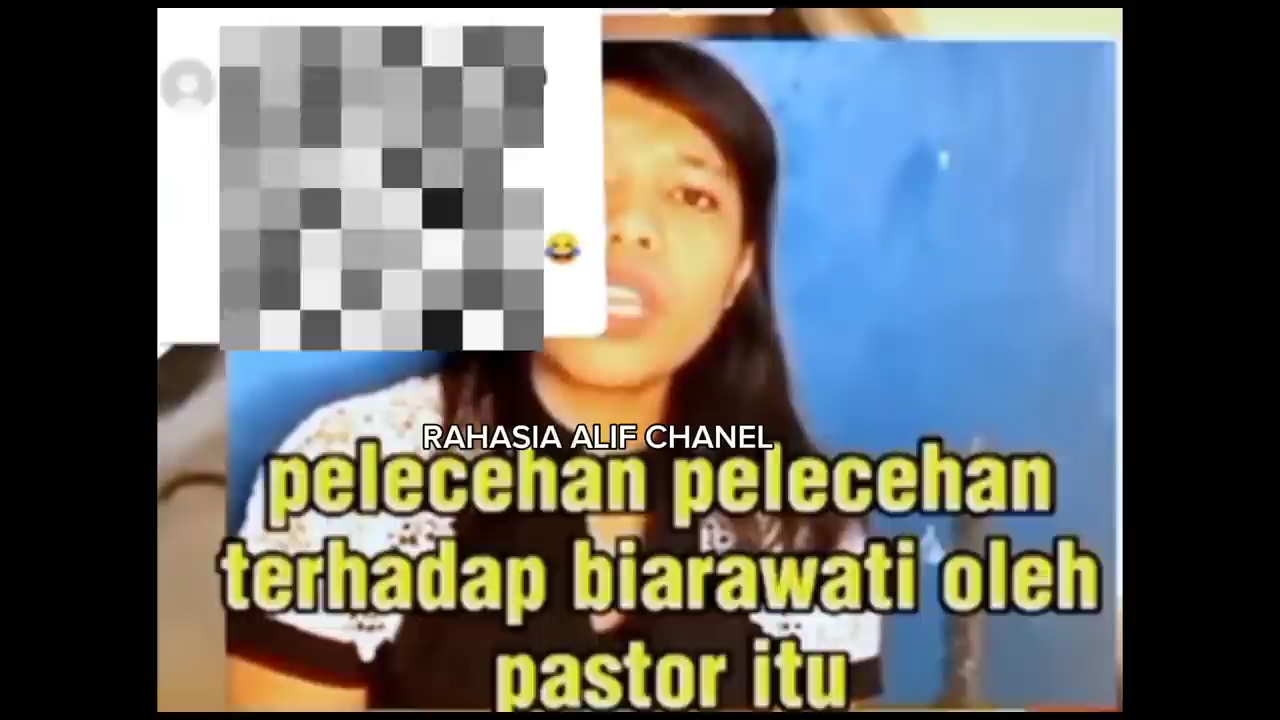 RAHASIA ALIF CHANEL
pelecehan pelecehan
terhadap biarawati oleh
pastor itu